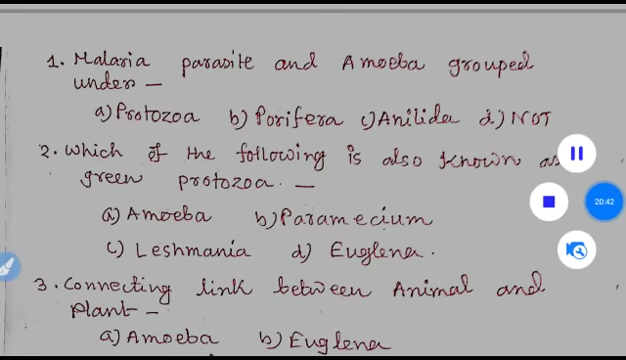 1. Malaria parasite and Amoeba grouped
under —
a) Protozoa b) Porifera c) Anilida d) NOT
2. Which of the following is also known as
green protozoa. —
a) Amoeba b) Paramecium
c) Leshmania d) Euglena.
3. Connecting link between Animal and
Plant —
a) Amoeba b) Euglena
20:42